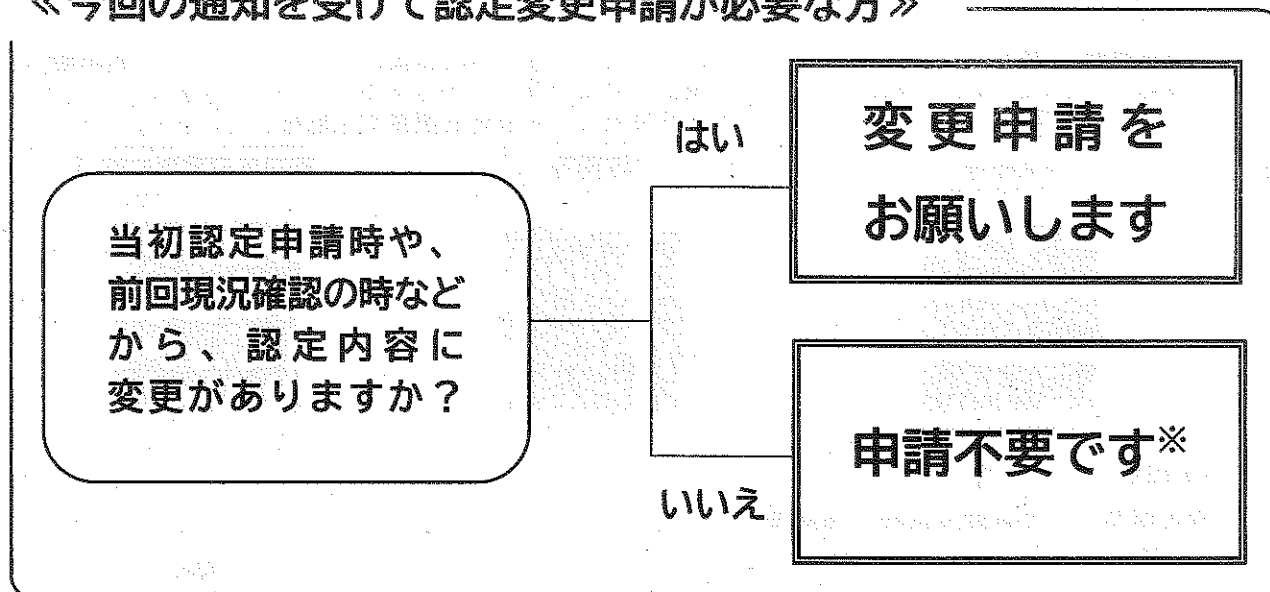 ≪今回の通知を受けて認定変更申請が必要な方≫
はい
変更申請を
お願いします
当初認定申請時や、
前回現況確認の時など
から、認定内容に
変更がありますか？
申請不要です※
いいえ